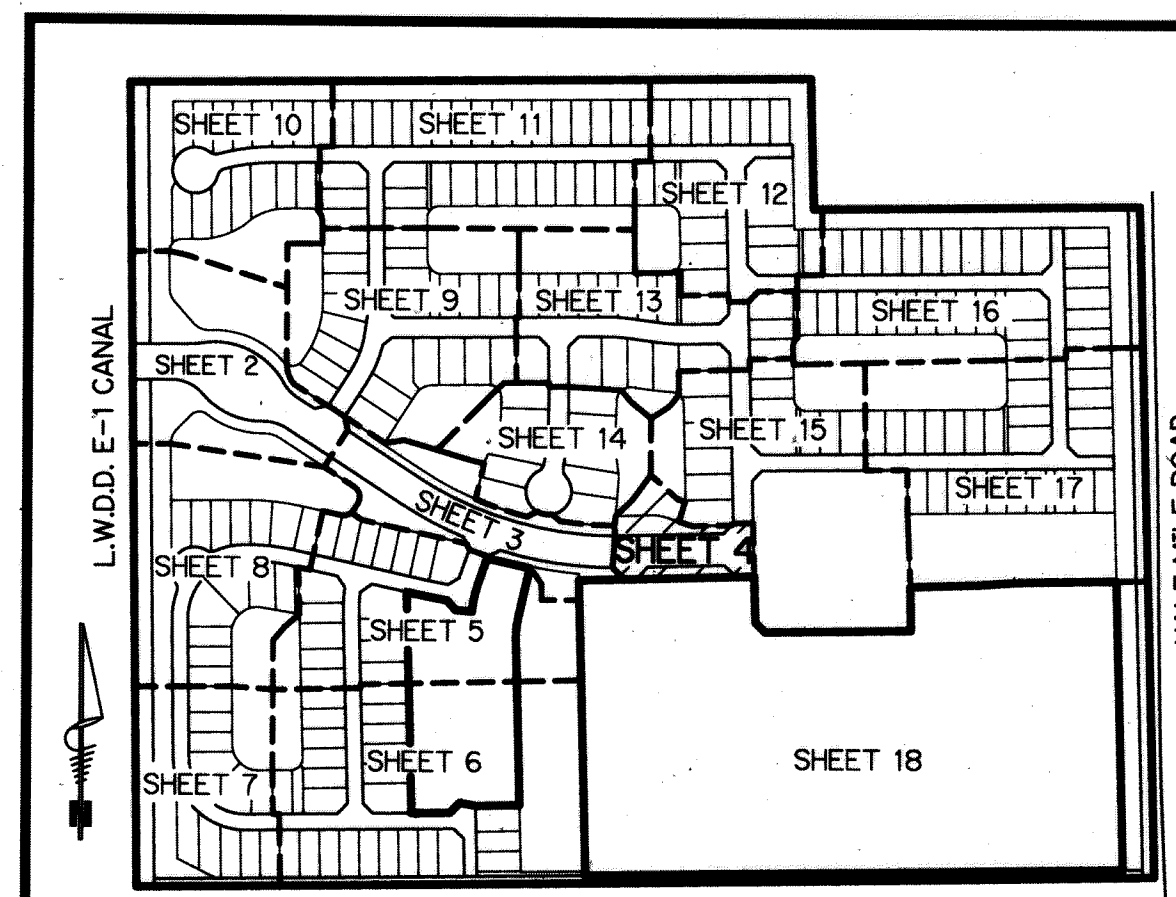 SHEET 10
SHEET 11
SHEET 12
SHEET 9
SHEET 13
SHEET 16
SHEET 2
L.W.D.D. E-1 CANAL
SHEET 14
SHEET 15
SHEET 17
SHEET 3
SHEET 4
SHEET 8
SHEET 5
SHEET 6
SHEET 7
SHEET 18